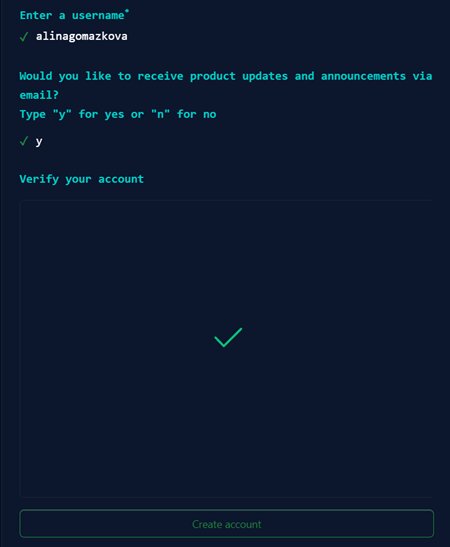 Enter a username*
✓ alinagomazkova
Would you like to receive product updates and announcements via
email?
Type "y" for yes or "n" for no
✓ y
Verify your account
Create account